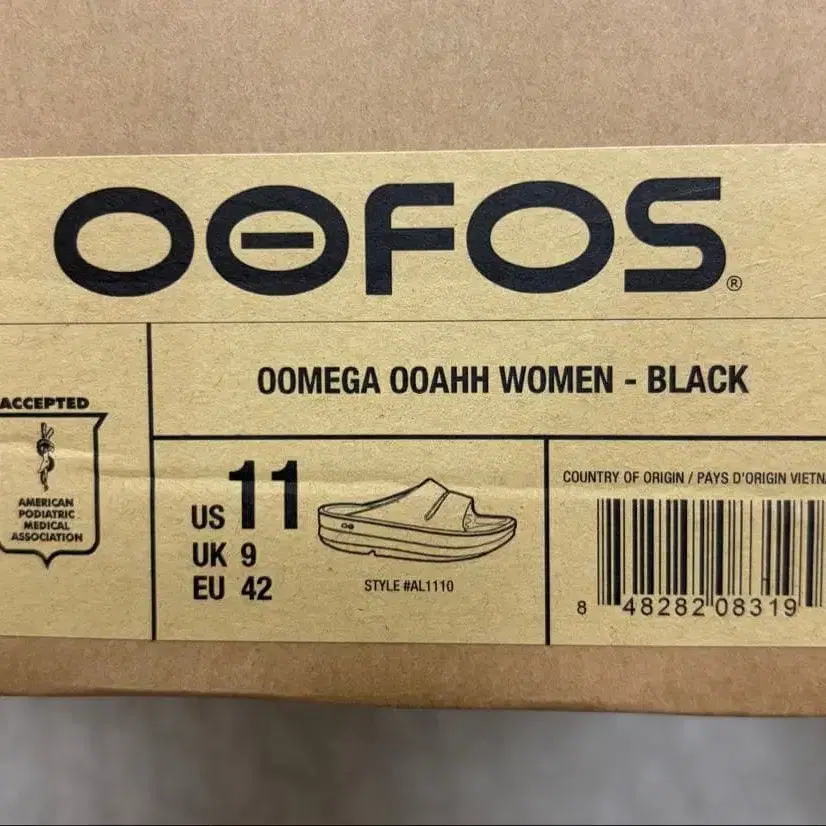 OOFOS®
OOMEGA OOAHH WOMEN - BLACK
ACCEPTED
AMERICAN
PODIATRIC
MEDICAL
ASSOCIATION
US 11
UK 9
EU 42
STYLE #AL1110
COUNTRY OF ORIGIN / PAYS D'ORIGIN VIETNA
8 48282 08319